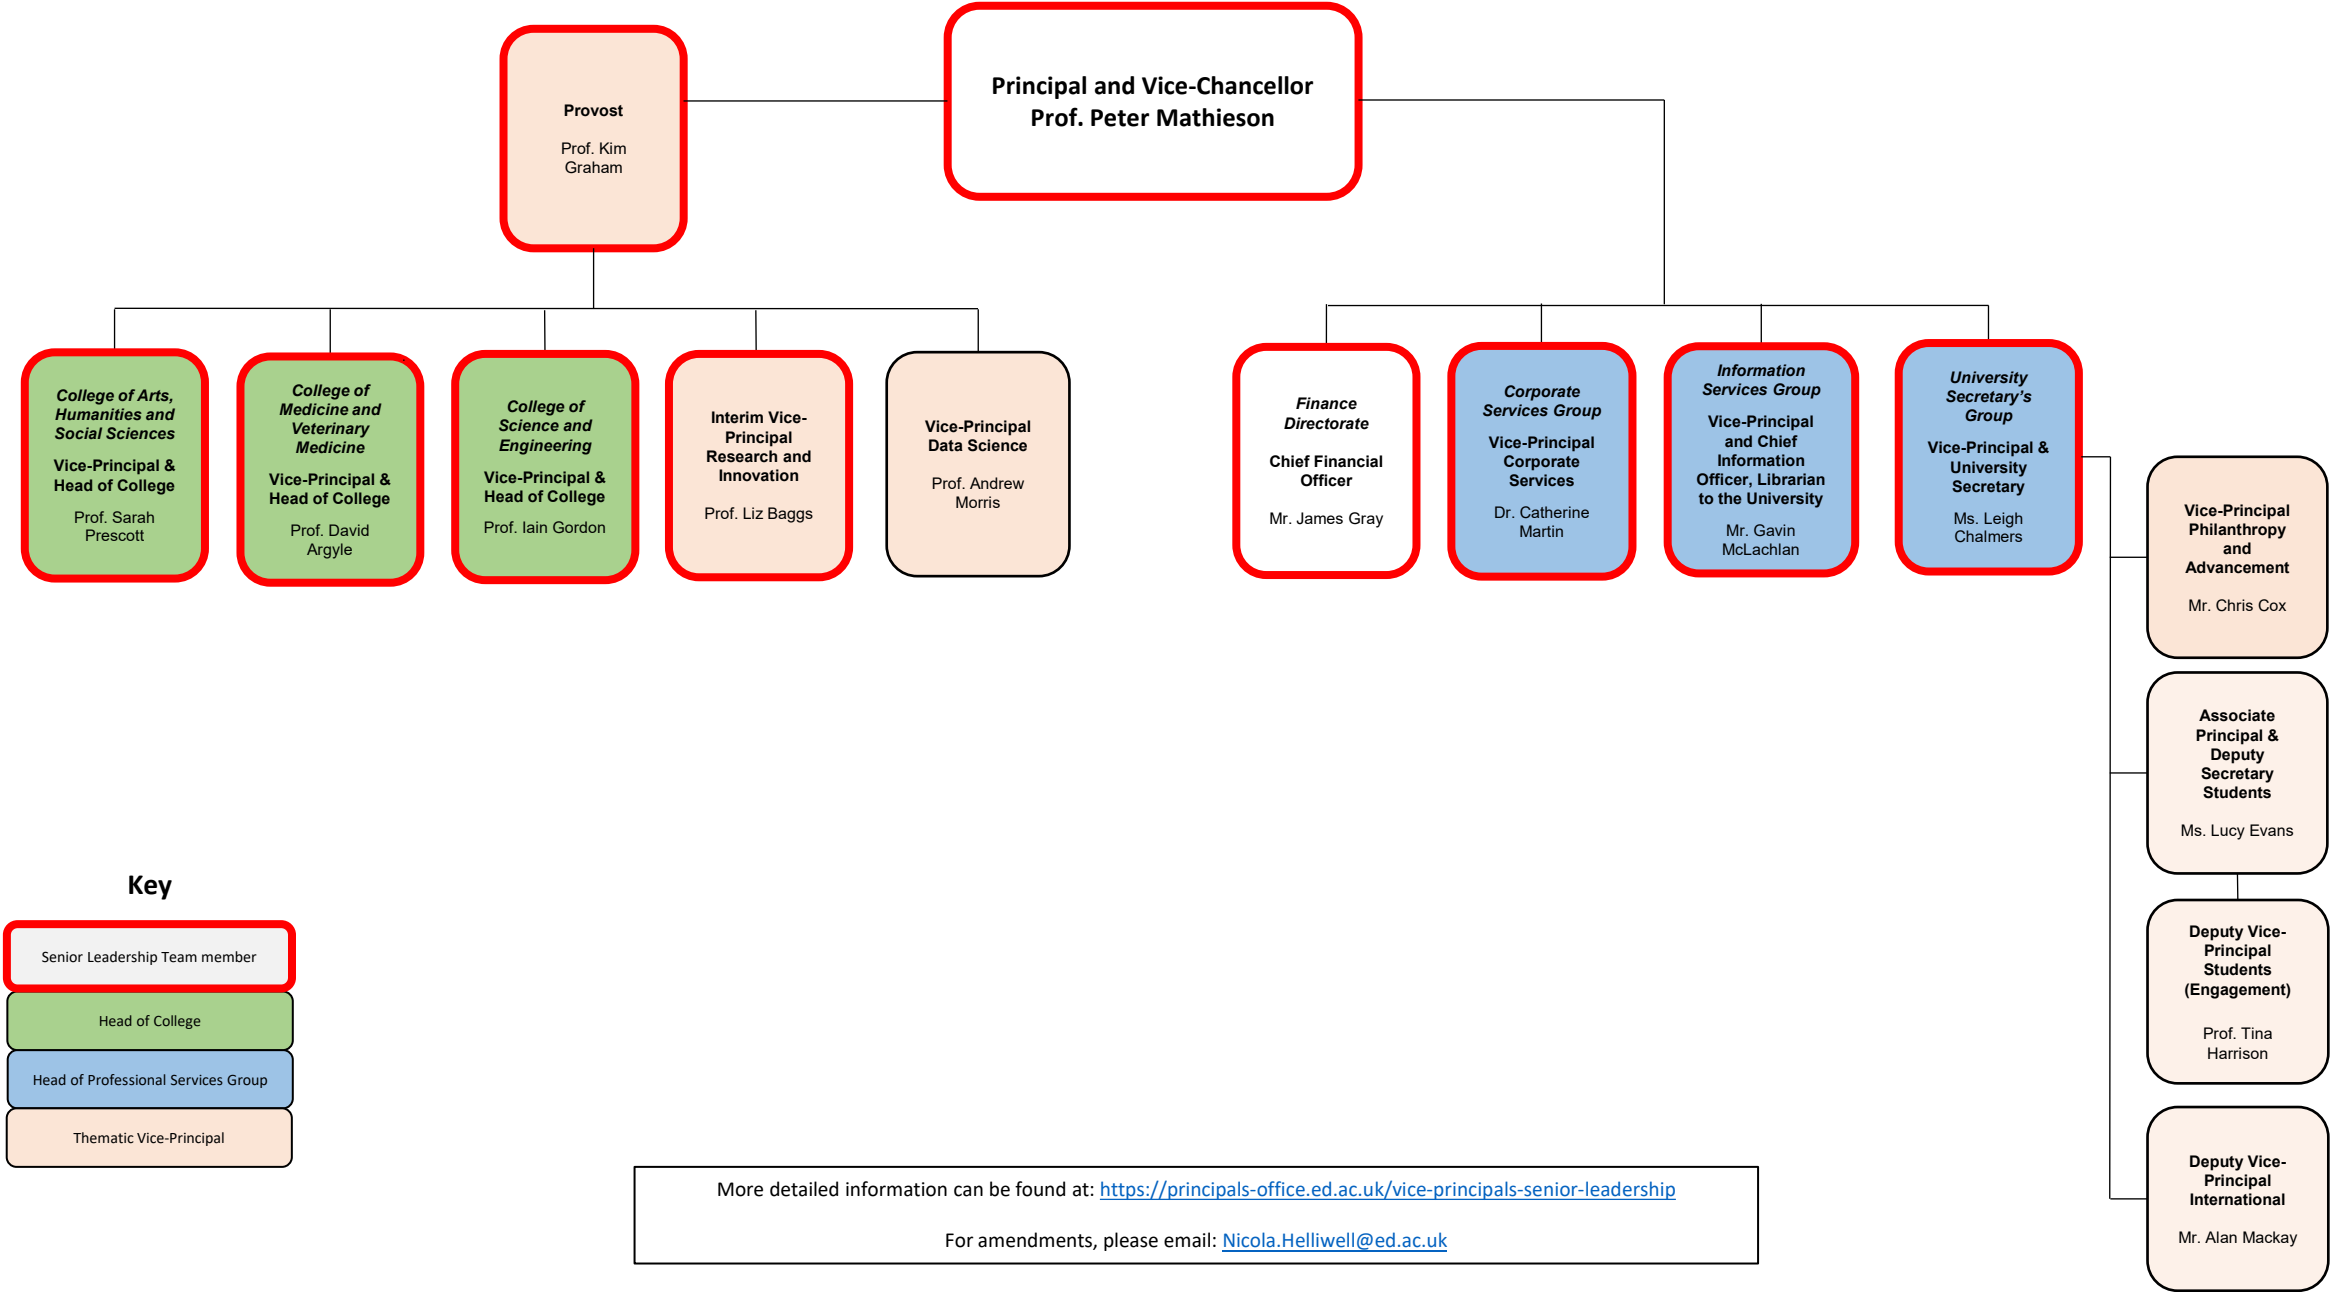 Principal and Vice-Chancellor
Prof. Peter Mathieson
Provost
Prof. Kim
Graham
College of Arts,
Humanities and
Social Sciences
Vice-Principal &
Head of College
Prof. Sarah
Prescott
College of
Medicine and
Veterinary
Medicine
Vice-Principal &
Head of College
Prof. David
Argyle
College of
Science and
Engineering
Vice-Principal &
Head of College
Prof. Iain Gordon
Interim Vice-
Principal
Research and
Innovation
Prof. Liz Baggs
Vice-Principal
Data Science
Prof. Andrew
Morris
Finance
Directorate
Chief Financial
Officer
Mr. James Gray
Corporate
Services Group
Vice-Principal
Corporate
Services
Dr. Catherine
Martin
Information
Services Group
Vice-Principal
and Chief
Information
Officer, Librarian
to the University
Mr. Gavin
McLachlan
University
Secretary's
Group
Vice-Principal &
University
Secretary
Ms. Leigh
Chalmers
Vice-Principal
Philanthropy
and
Advancement
Mr. Chris Cox
Associate
Principal &
Deputy
Secretary
Students
Ms. Lucy Evans
Deputy Vice-
Principal
Students
(Engagement)
Prof. Tina
Harrison
Deputy Vice-
Principal
International
Mr. Alan Mackay
Key
Senior Leadership Team member
Head of College
Head of Professional Services Group
Thematic Vice-Principal
More detailed information can be found at: https://principals-office.ed.ac.uk/vice-principals-senior-leadership
For amendments, please email: Nicola.Helliwell@ed.ac.uk